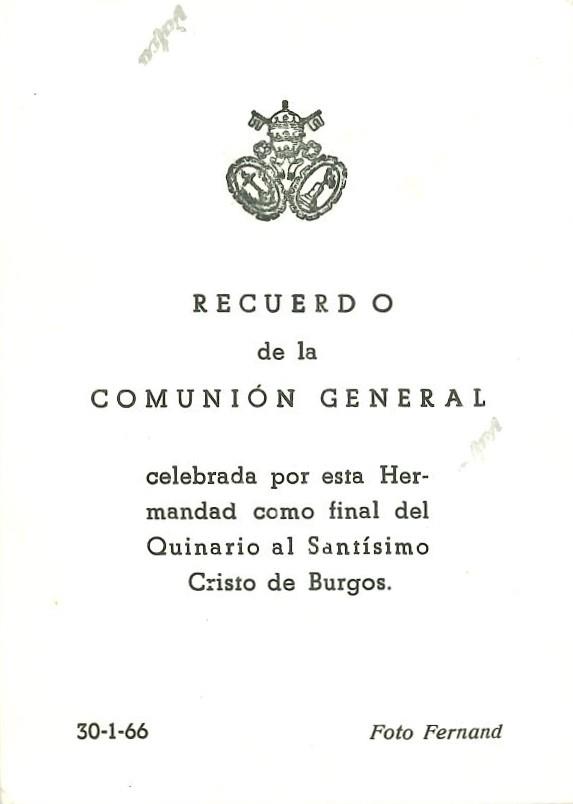 RECUERDO
de la
COMUNIÓN GENERAL
celebrada por esta Her-
mandad como final del
Quinario al Santísimo
Cristo de Burgos.
30-1-66
Foto Fernand